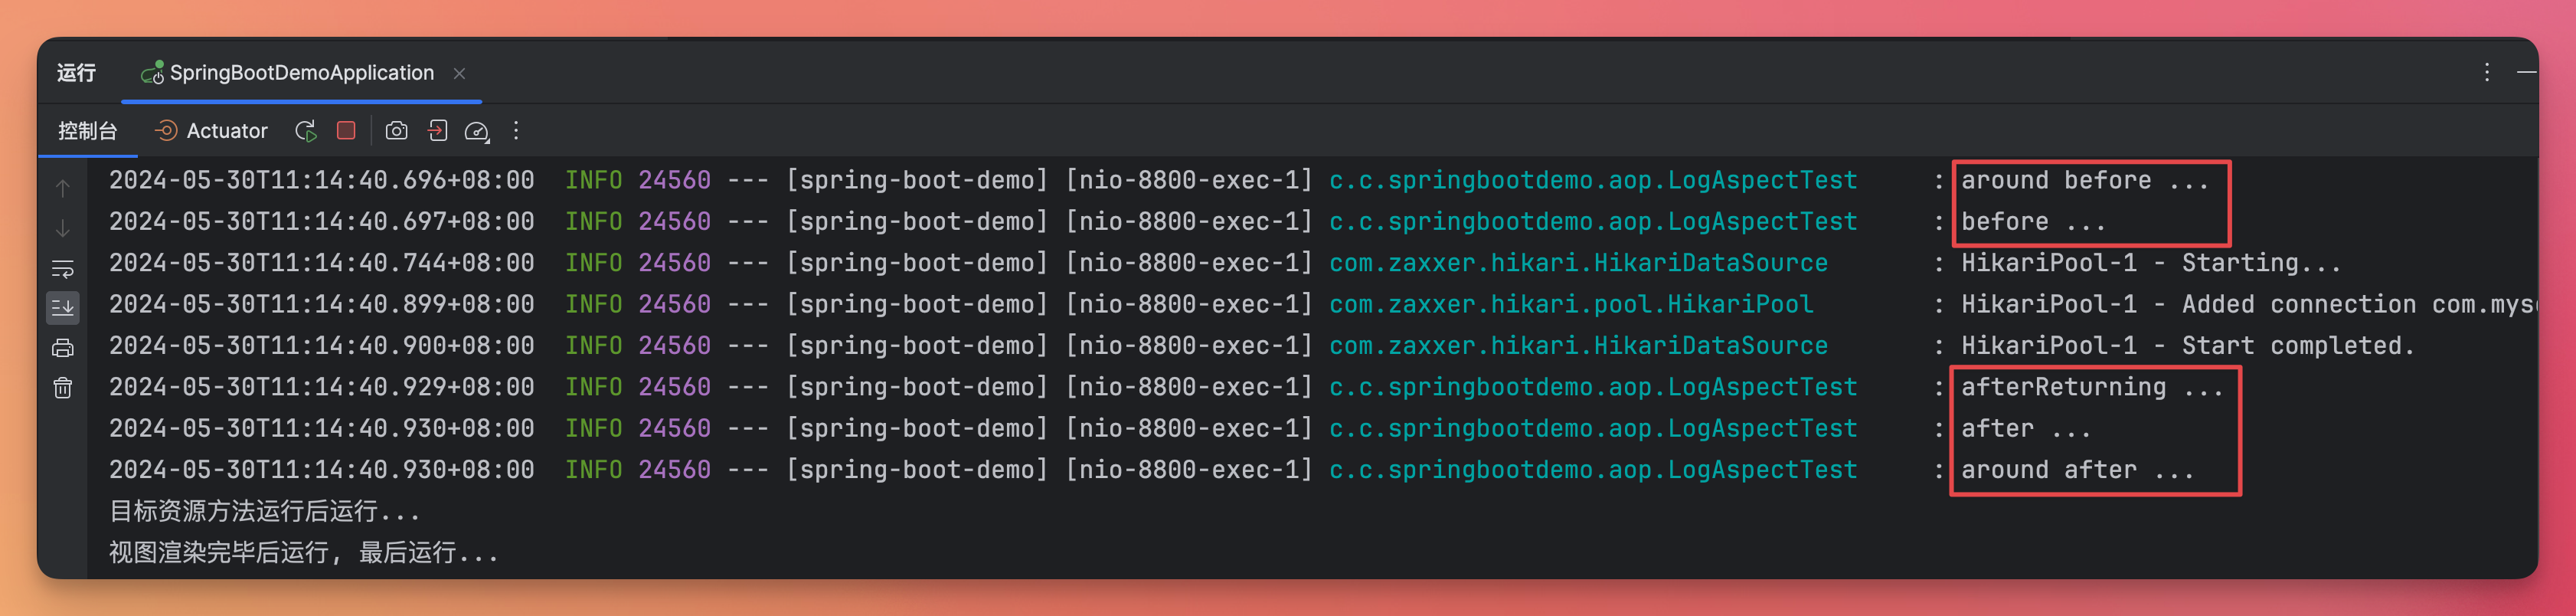 运行 SpringBootDemoApplication
控制台 Actuator
2024-05-30T11:14:40.696+08:00  INFO 24560 --- [spring-boot-demo] [nio-8800-exec-1] c.c.springbootdemo.aop.LogAspectTest     : around before ...
2024-05-30T11:14:40.697+08:00  INFO 24560 --- [spring-boot-demo] [nio-8800-exec-1] c.c.springbootdemo.aop.LogAspectTest     : before ...
2024-05-30T11:14:40.744+08:00  INFO 24560 --- [spring-boot-demo] [nio-8800-exec-1] com.zaxxer.hikari.HikariDataSource       : HikariPool-1 - Starting...
2024-05-30T11:14:40.899+08:00  INFO 24560 --- [spring-boot-demo] [nio-8800-exec-1] com.zaxxer.hikari.pool.HikariPool        : HikariPool-1 - Added connection com.mys
2024-05-30T11:14:40.900+08:00  INFO 24560 --- [spring-boot-demo] [nio-8800-exec-1] com.zaxxer.hikari.HikariDataSource       : HikariPool-1 - Start completed.
2024-05-30T11:14:40.929+08:00  INFO 24560 --- [spring-boot-demo] [nio-8800-exec-1] c.c.springbootdemo.aop.LogAspectTest     : afterReturning ...
2024-05-30T11:14:40.930+08:00  INFO 24560 --- [spring-boot-demo] [nio-8800-exec-1] c.c.springbootdemo.aop.LogAspectTest     : after ...
2024-05-30T11:14:40.930+08:00  INFO 24560 --- [spring-boot-demo] [nio-8800-exec-1] c.c.springbootdemo.aop.LogAspectTest     : around after ...
目标资源方法运行后运行...
视图渲染完毕后运行, 最后运行...